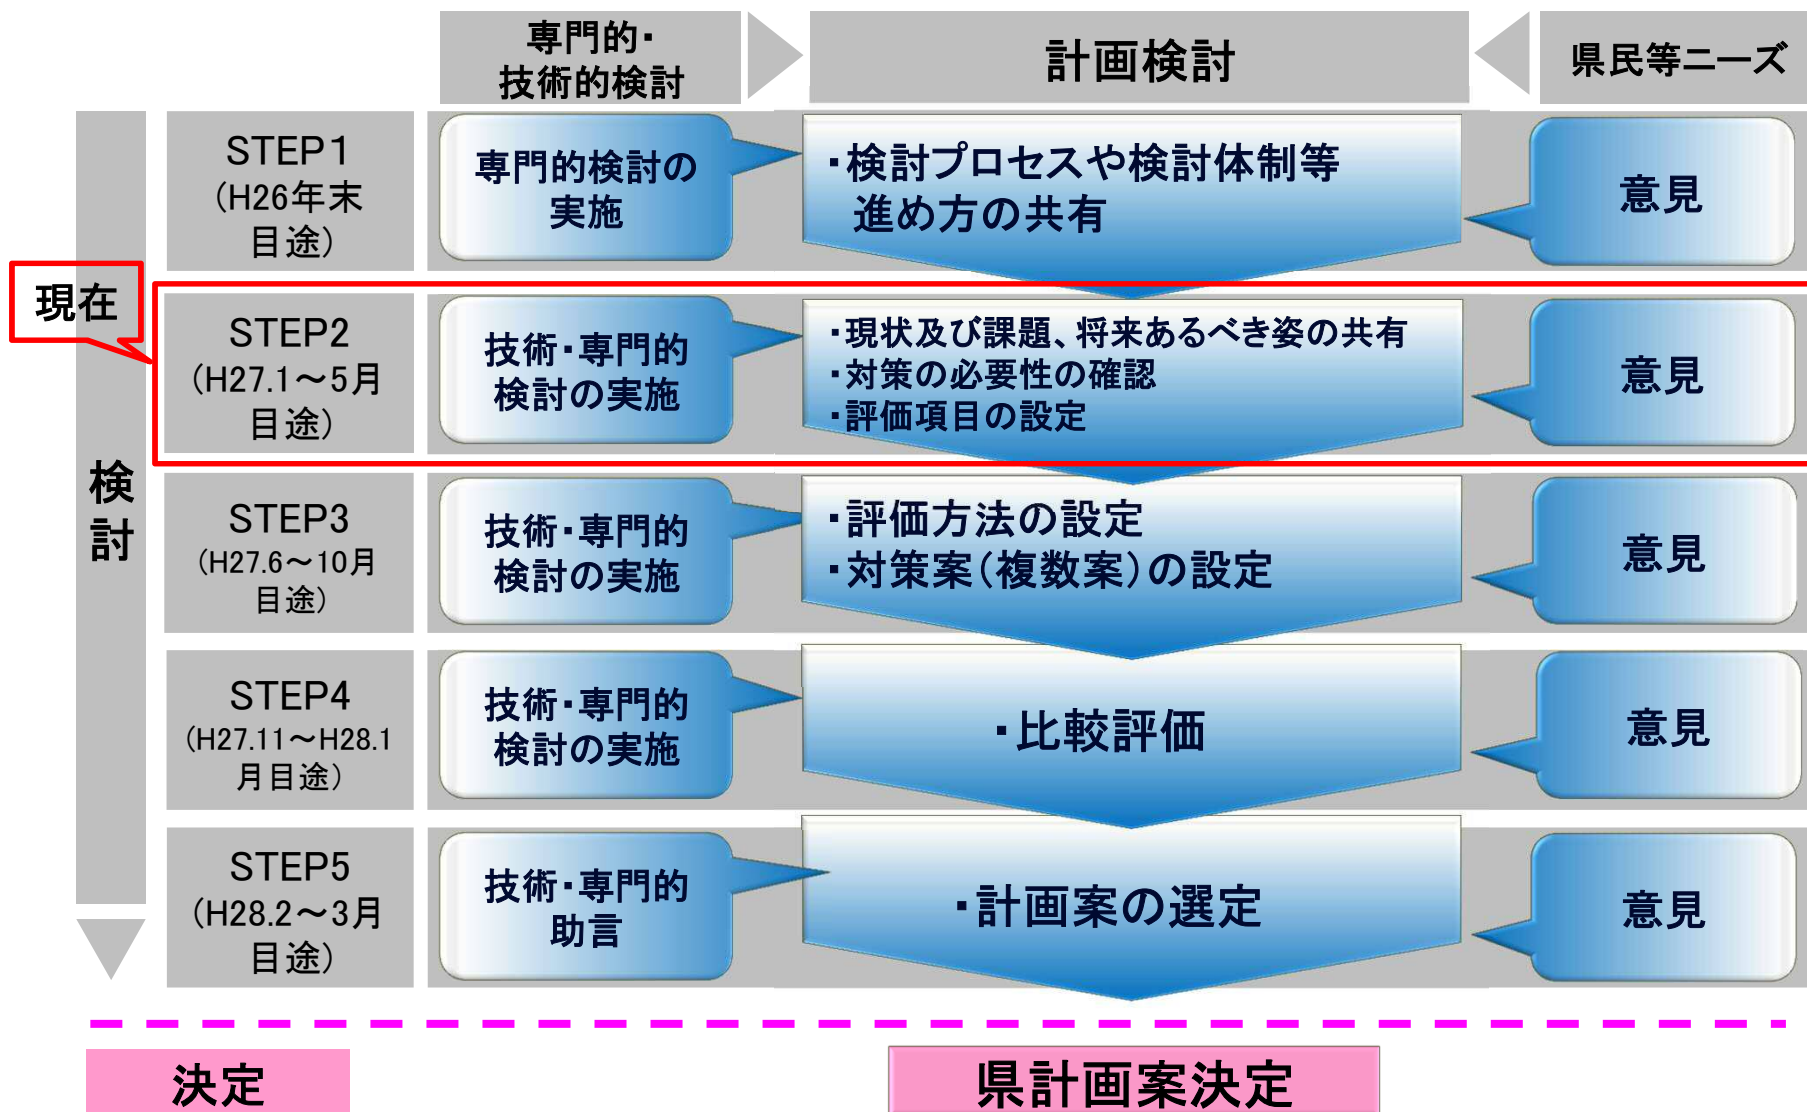 専門的・
技術的検討
計画検討
県民等ニーズ
STEP1
(H26年末
目途)
専門的検討の
実施
・検討プロセスや検討体制等
進め方の共有
意見
現在
STEP2
(H27.1～5月
目途)
技術・専門的
検討の実施
・現状及び課題、将来あるべき姿の共有
・対策の必要性の確認
・評価項目の設定
意見
検
討
STEP3
(H27.6～10月
目途)
技術・専門的
検討の実施
・評価方法の設定
・対策案(複数案)の設定
意見
STEP4
(H27.11～H28.1
月目途)
技術・専門的
検討の実施
・比較評価
意見
STEP5
(H28.2～3月
目途)
技術・専門的
助言
・計画案の選定
意見
決定
県計画案決定